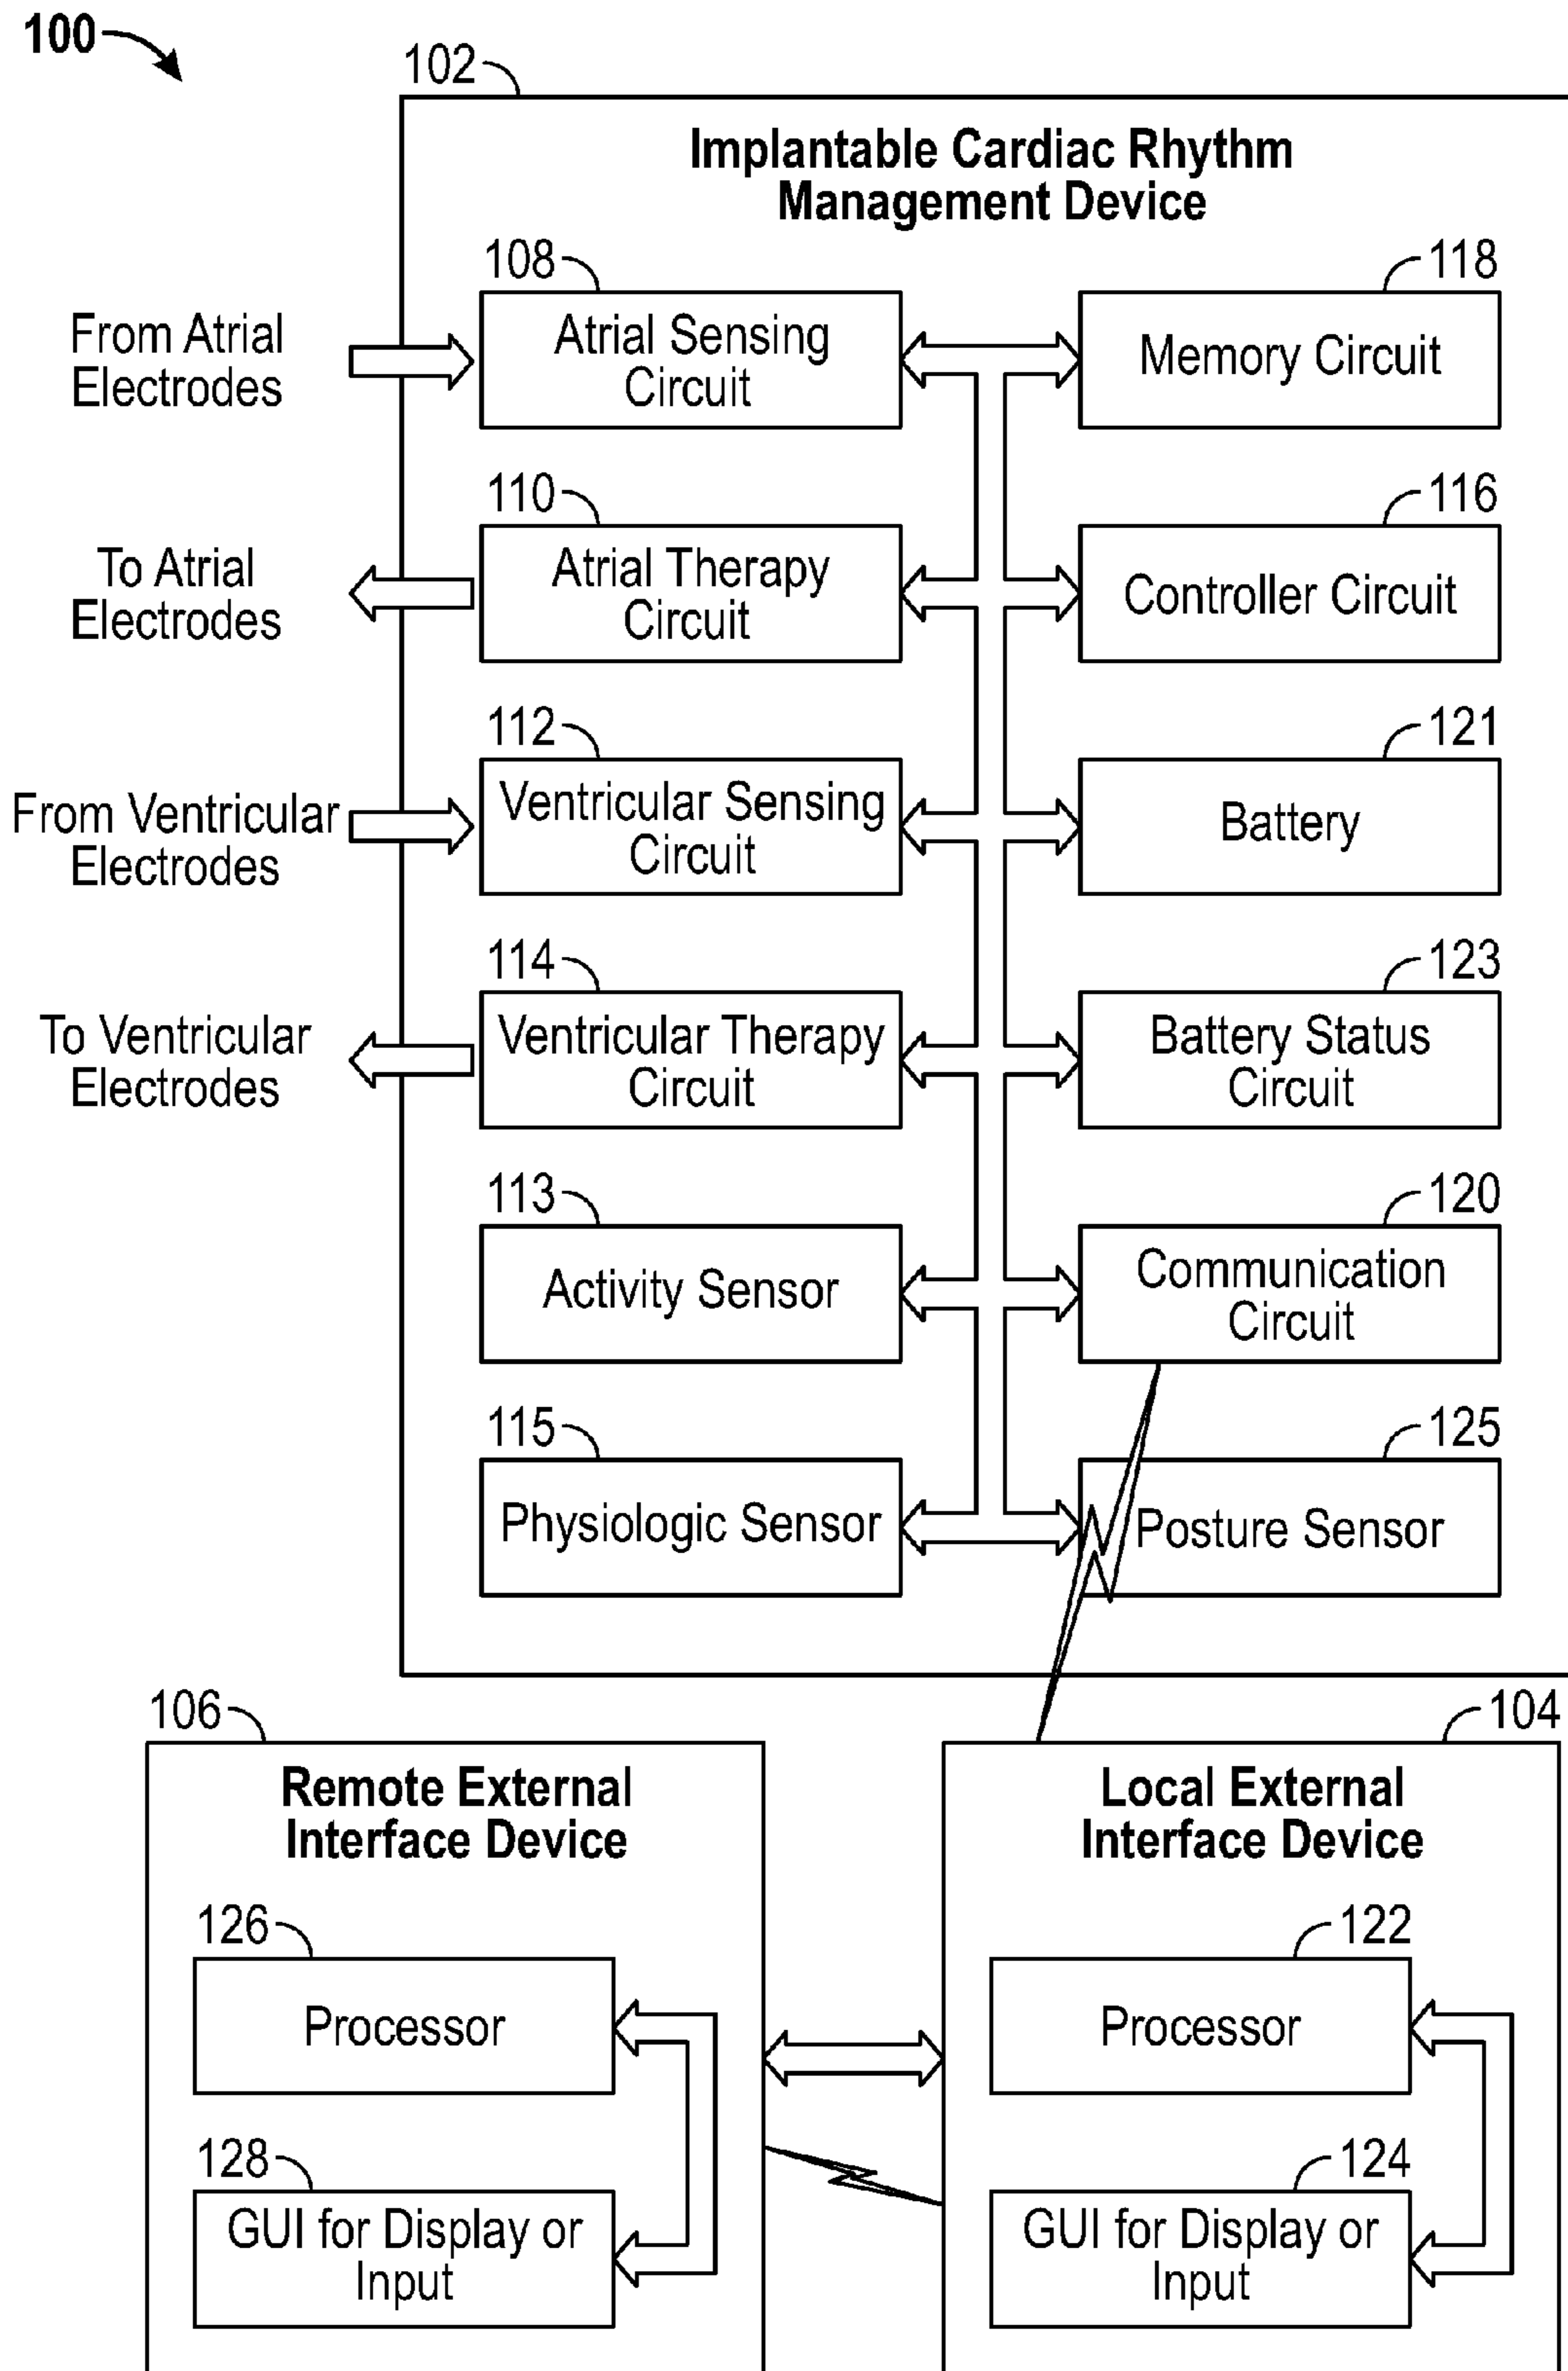 100
102
Implantable Cardiac Rhythm
Management Device
108
118
From Atrial
Electrodes
Atrial Sensing
Circuit
Memory Circuit
110
116
To Atrial
Electrodes
Atrial Therapy
Circuit
Controller Circuit
112
121
From Ventricular
Electrodes
Ventricular Sensing
Circuit
Battery
114
123
To Ventricular
Electrodes
Ventricular Therapy
Circuit
Battery Status
Circuit
113
120
Activity Sensor
Communication
Circuit
115
125
Physiologic Sensor
Posture Sensor
106
104
Remote External
Interface Device
Local External
Interface Device
126
122
Processor
Processor
128
124
GUI for Display or
Input
GUI for Display or
Input